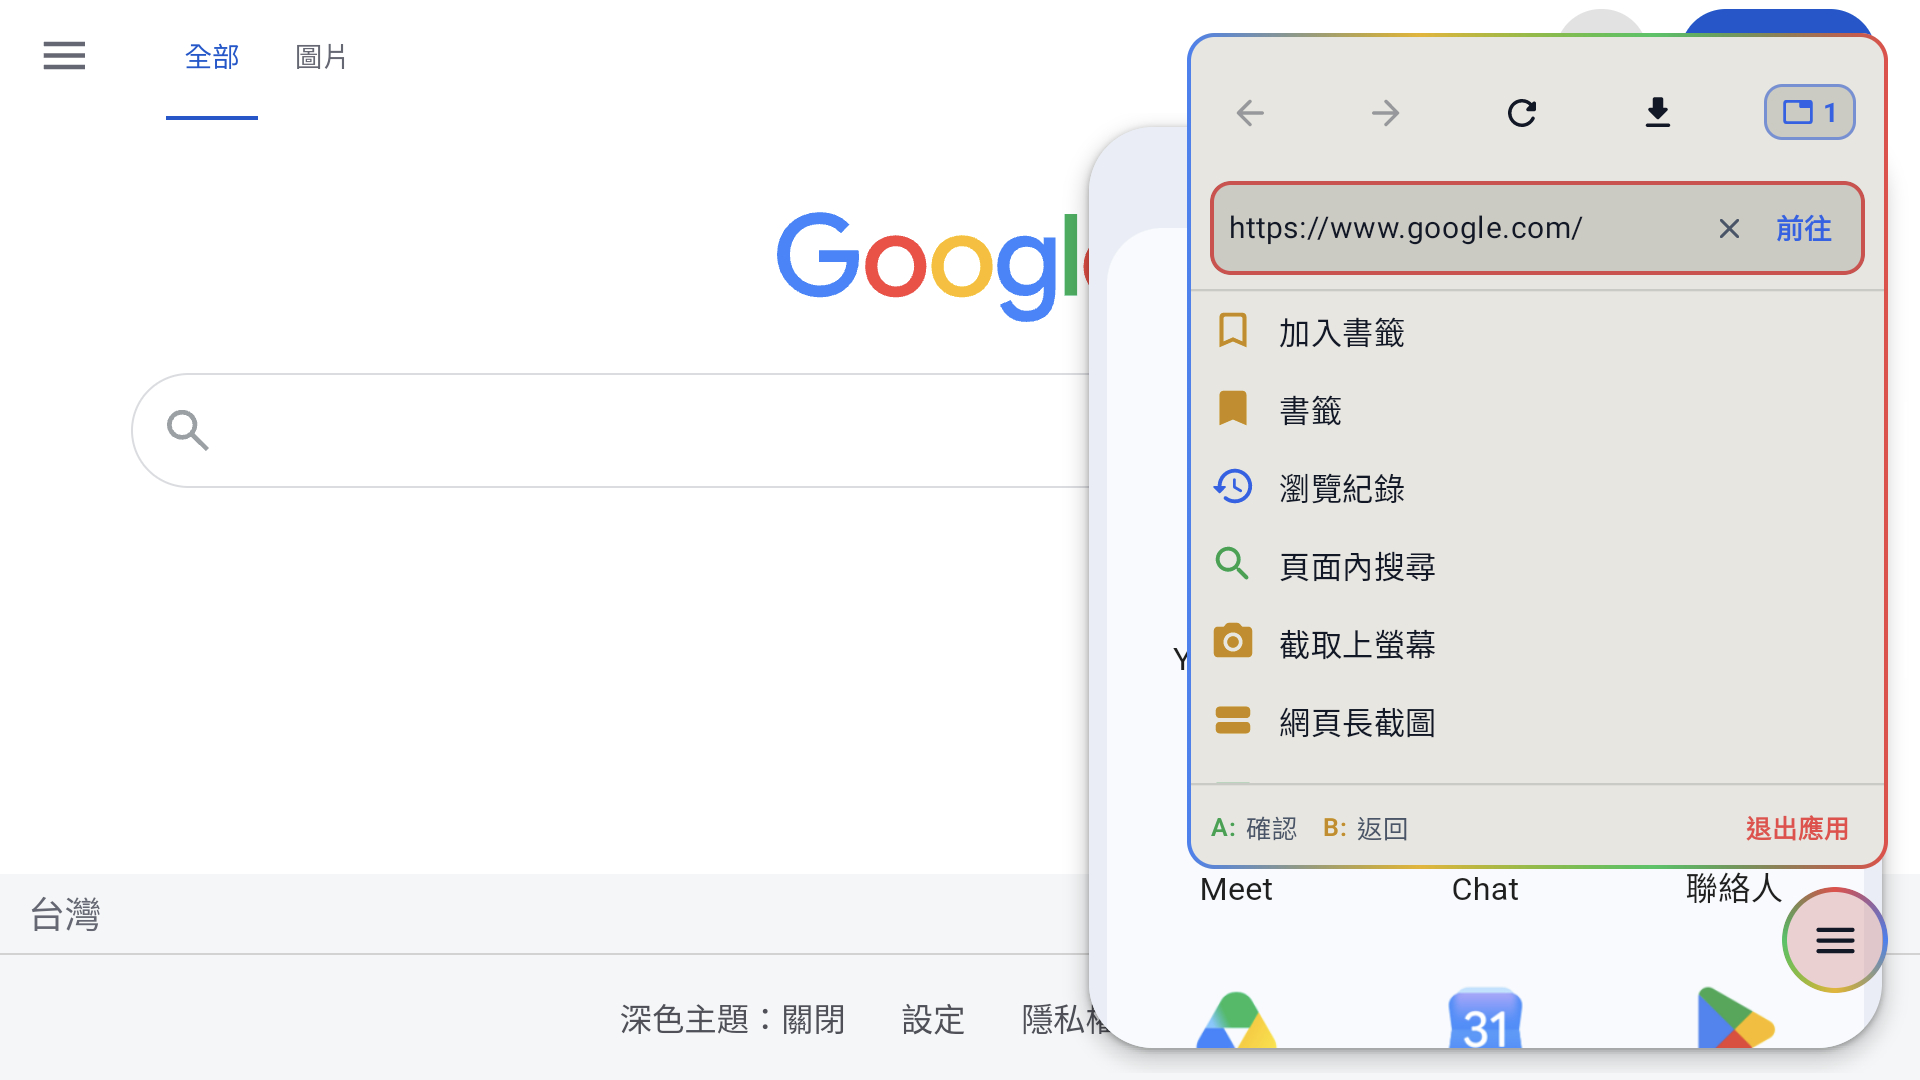 全部
圖片
1
Google
https://www.google.com/
前往
加入書籤
書籤
瀏覽紀錄
頁面內搜尋
截取上螢幕
網頁長截圖
A: 確認 B: 返回
退出應用
Meet
Chat
聯絡人
台灣
31
深色主題：關閉
設定
隱私權